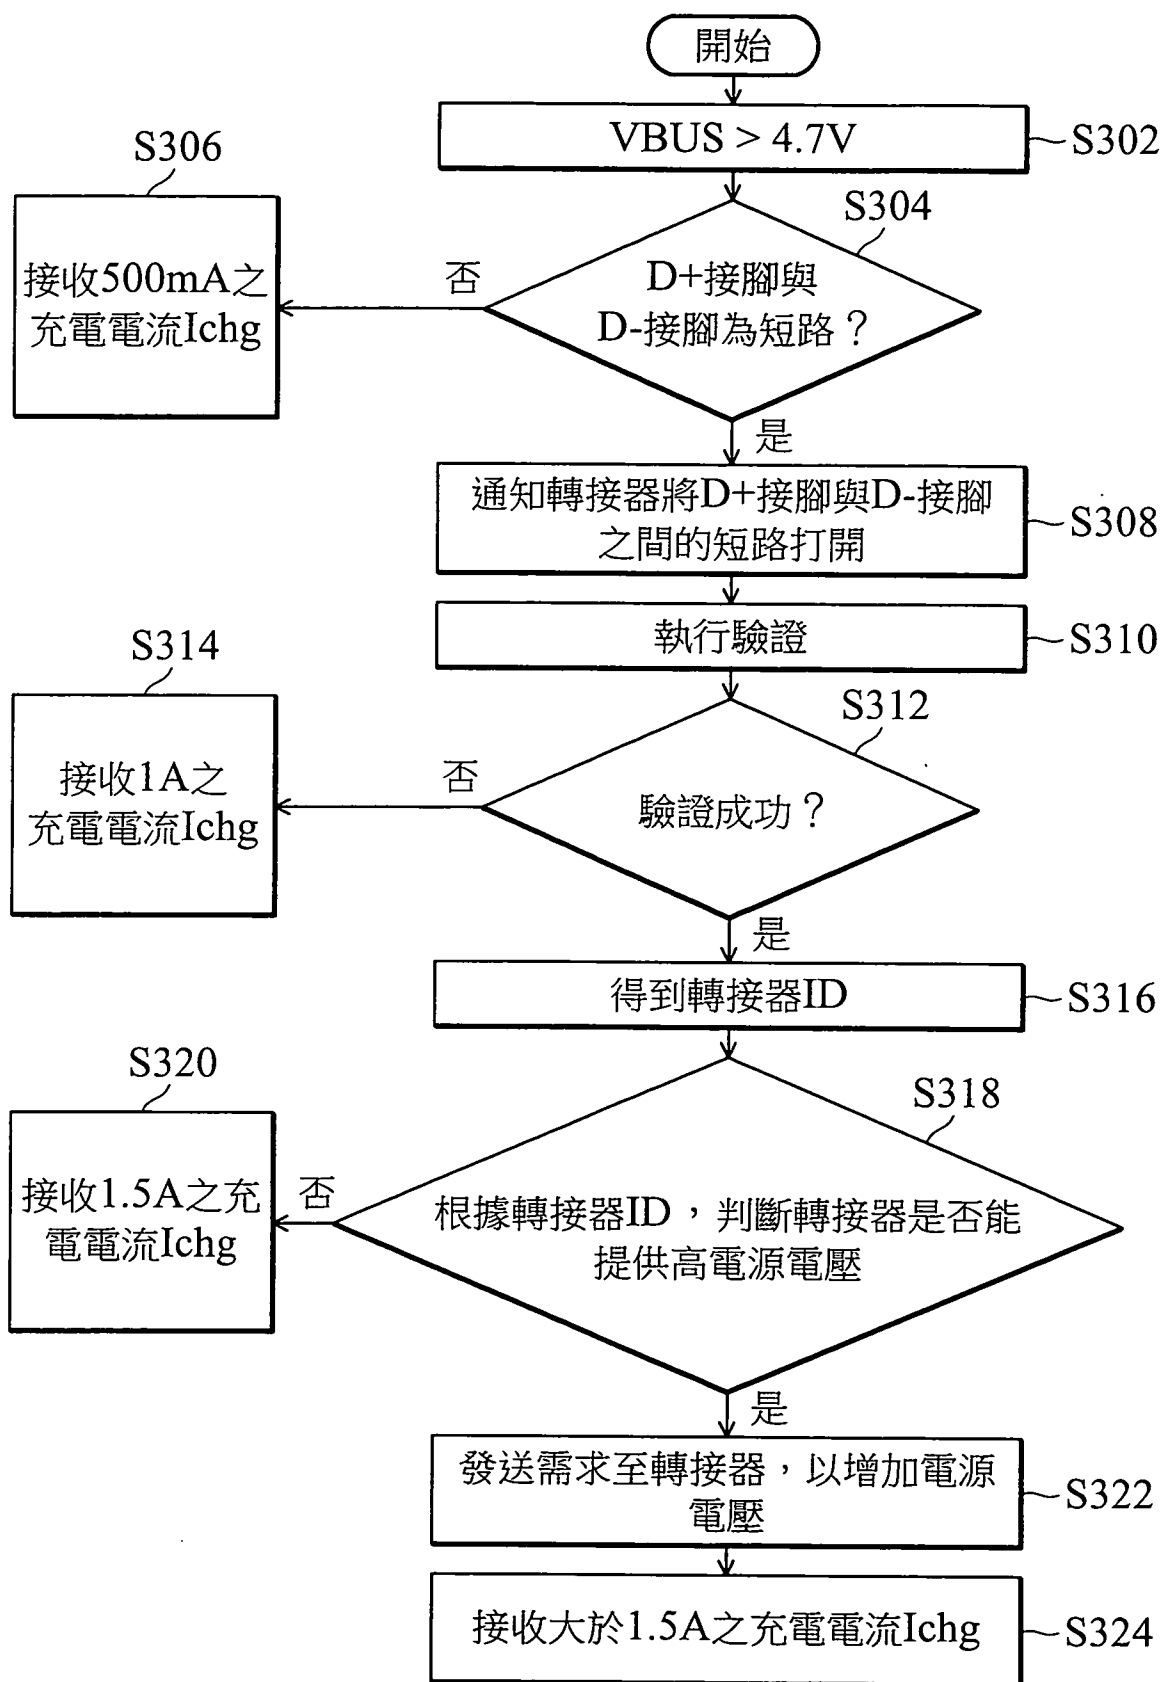 開始
VBUS > 4.7V
S302
S306
S304
接收500mA之
充電電流Ichg
否
D+接腳與
D-接腳為短路？
是
通知轉接器將D+接腳與D-接腳
之間的短路打開
S308
執行驗證
S310
S314
S312
接收1A之
充電電流Ichg
否
驗證成功？
是
得到轉接器ID
S316
S320
S318
接收1.5A之充
電電流Ichg
否
根據轉接器ID，判斷轉接器是否能
提供高電源電壓
是
發送需求至轉接器，以增加電源
電壓
S322
接收大於1.5A之充電電流Ichg
S324